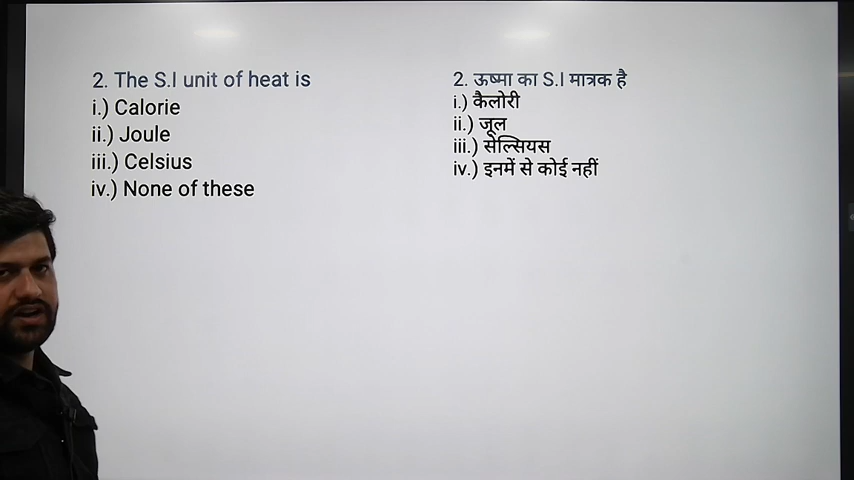 2. The S.I unit of heat is
i.) Calorie
ii.) Joule
iii.) Celsius
iv.) None of these
2. ऊष्मा का S.I मात्रक है
i.) कैलोरी
ii.) जूल
iii.) सेल्सियस
iv.) इनमें से कोई नहीं